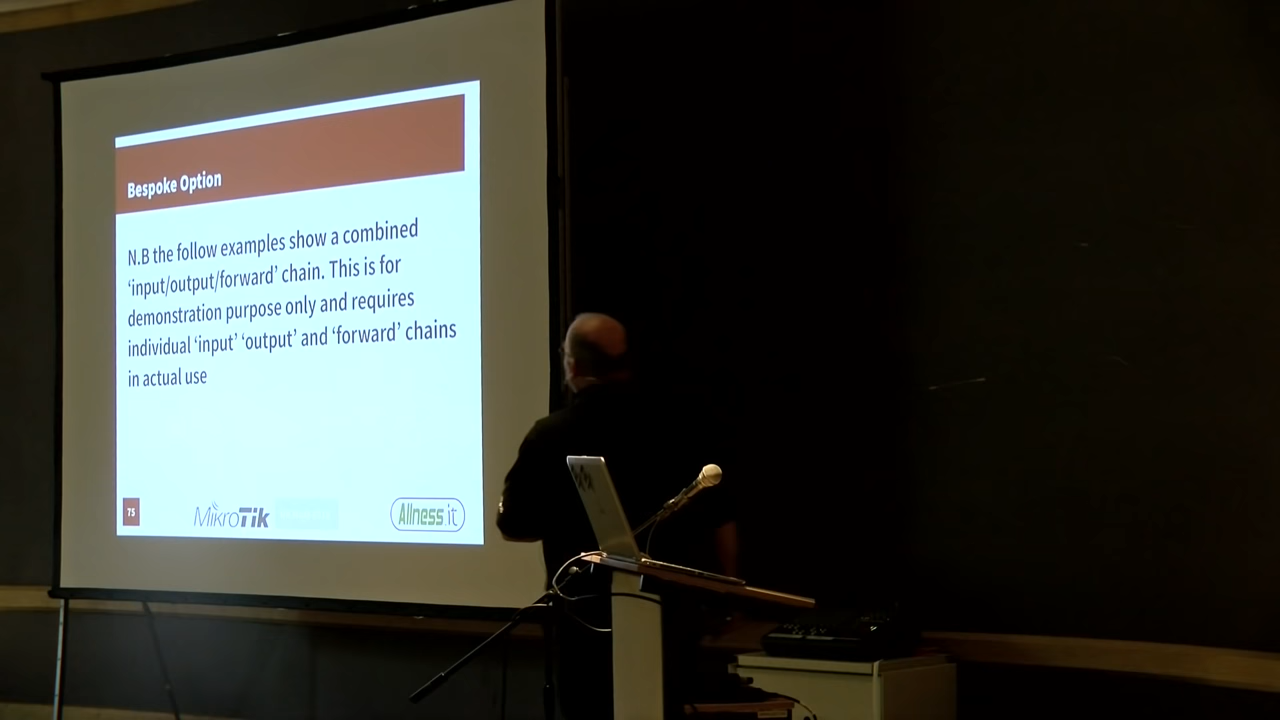 Bespoke Option
N.B the follow examples show a combined
‘input/output/forward’ chain. This is for
demonstration purpose only and requires
individual ‘input’ ‘output’ and ‘forward’ chains
in actual use
75
MikroTik
Allness.it